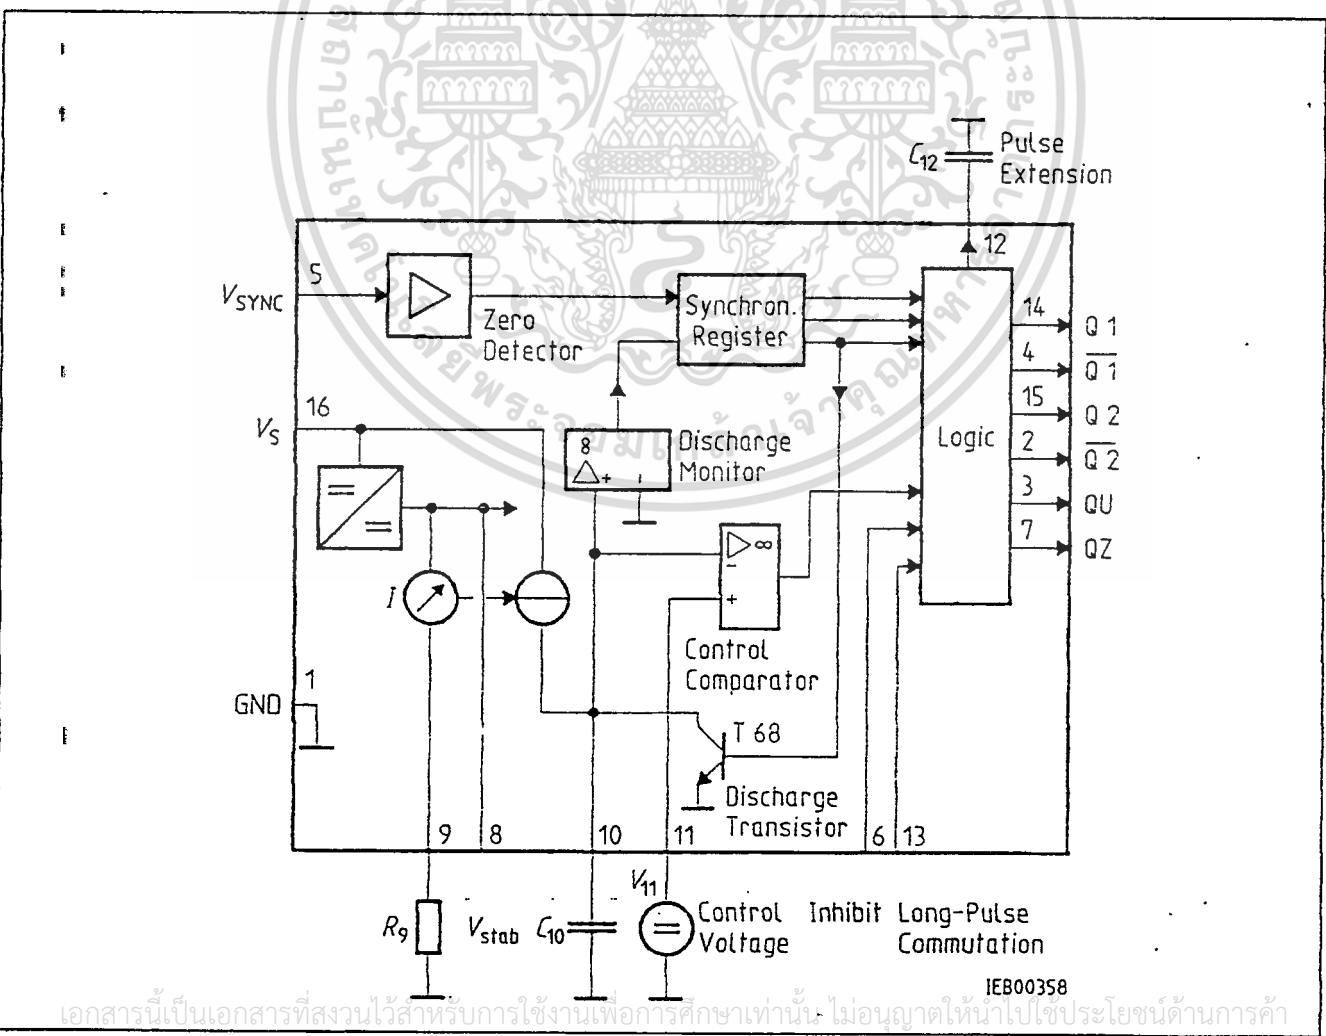 C12
Pulse
Extension
12
5
VSYNC
Zero
Detector
Synchron.
Register
14
Q1
4
Q̅1̅
15
Q2
2
Q̅2̅
3
QU
7
QZ
Logic
16
VS
8
+
-
Discharge
Monitor
∞
-
+
I
Control
Comparator
1
GND
T 68
Discharge
Transistor
9
8
10
11
6
13
R9
Vstab
C10
V11
Control
Voltage
Inhibit
Long-Pulse
Commutation
IEB00358
เอกสารนี้เป็นเอกสารที่สงวนไว้สำหรับการใช้งานเพื่อการศึกษาเท่านั้น ไม่อนุญาตให้นำไปใช้ประโยชน์ด้านการค้า